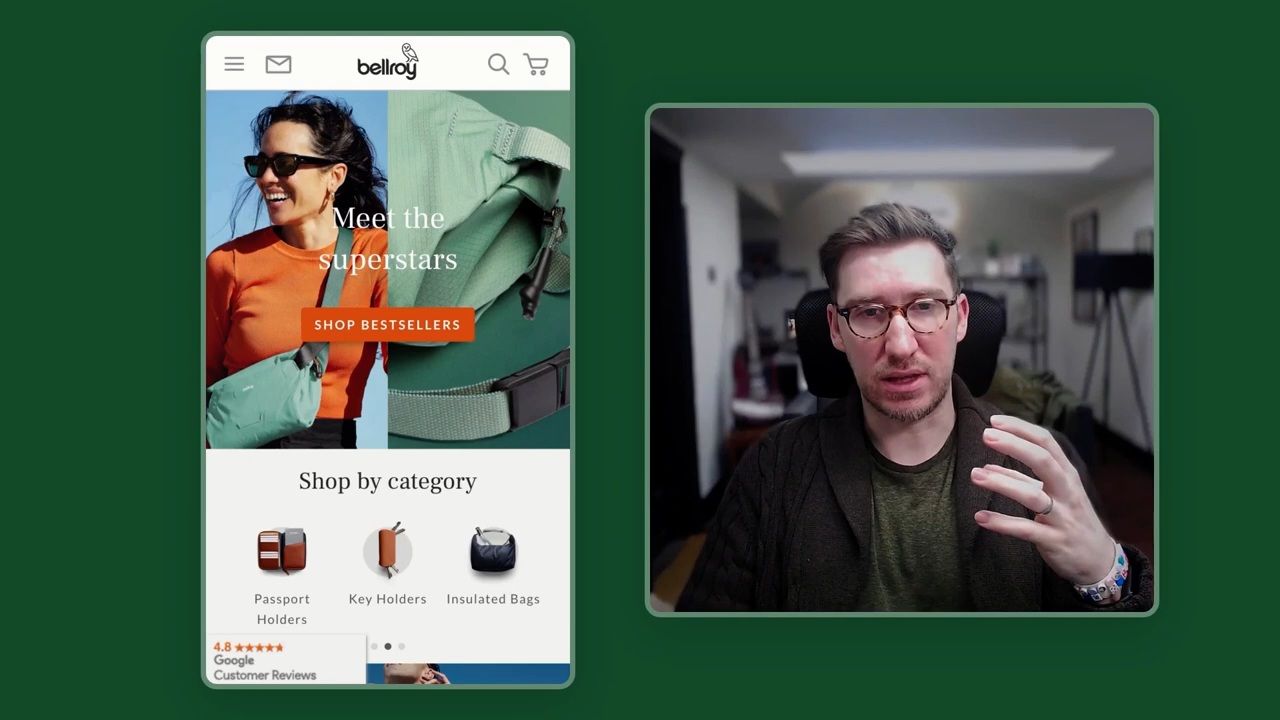 bellroy
Meet the
superstars
SHOP BESTSELLERS
Shop by category
Passport
Holders
Key Holders
Insulated Bags
4.8
Google
Customer Reviews